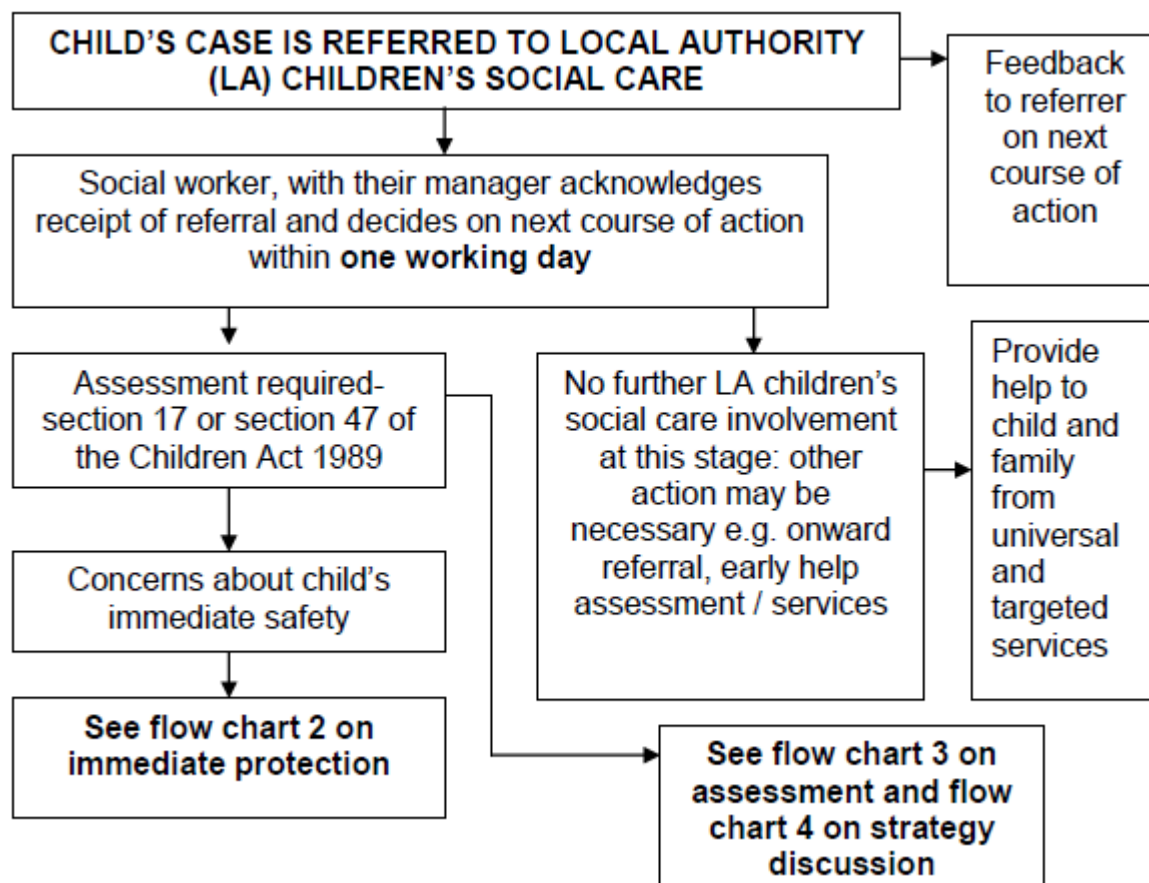 CHILD'S CASE IS REFERRED TO LOCAL AUTHORITY
(LA) CHILDREN'S SOCIAL CARE
Feedback
to referrer
on next
course of
action
Social worker, with their manager acknowledges
receipt of referral and decides on next course of action
within one working day
Assessment required-
section 17 or section 47 of
the Children Act 1989
No further LA children's
social care involvement
at this stage: other
action may be
necessary e.g. onward
referral, early help
assessment / services
Provide
help to
child and
family
from
universal
and
targeted
services
Concerns about child's
immediate safety
See flow chart 2 on
immediate protection
See flow chart 3 on
assessment and flow
chart 4 on strategy
discussion